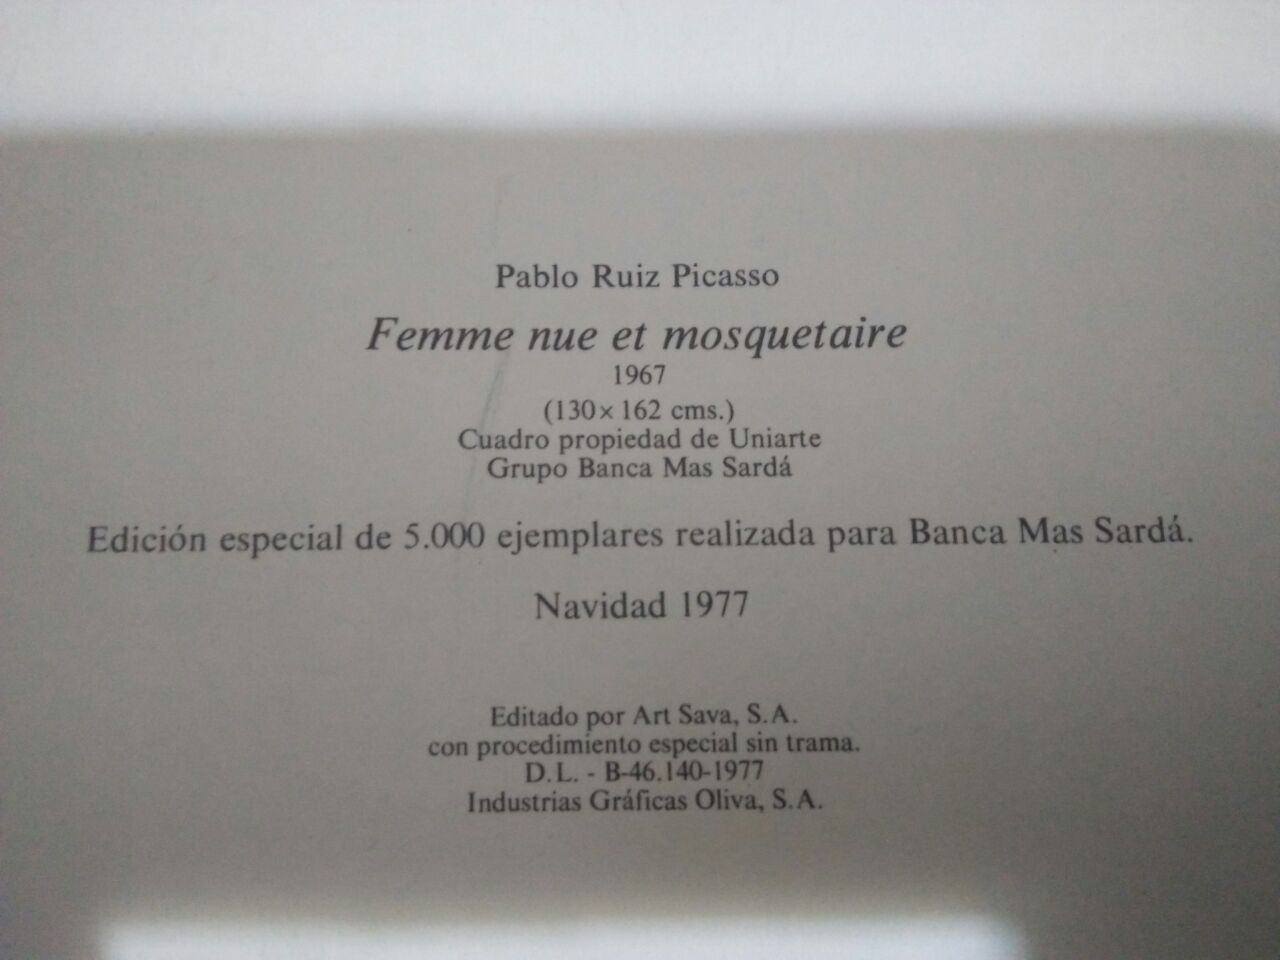 Pablo Ruiz Picasso
Femme nue et mosquetaire
1967
(130× 162 cms.)
Cuadro propiedad de Uniarte
Grupo Banca Mas Sardá
Edición especial de 5.000 ejemplares realizada para Banca Mas Sardá.
Navidad 1977
Editado por Art Sava, S.A.
con procedimiento especial sin trama.
D.L. - B-46.140-1977
Industrias Gráficas Oliva, S.A.